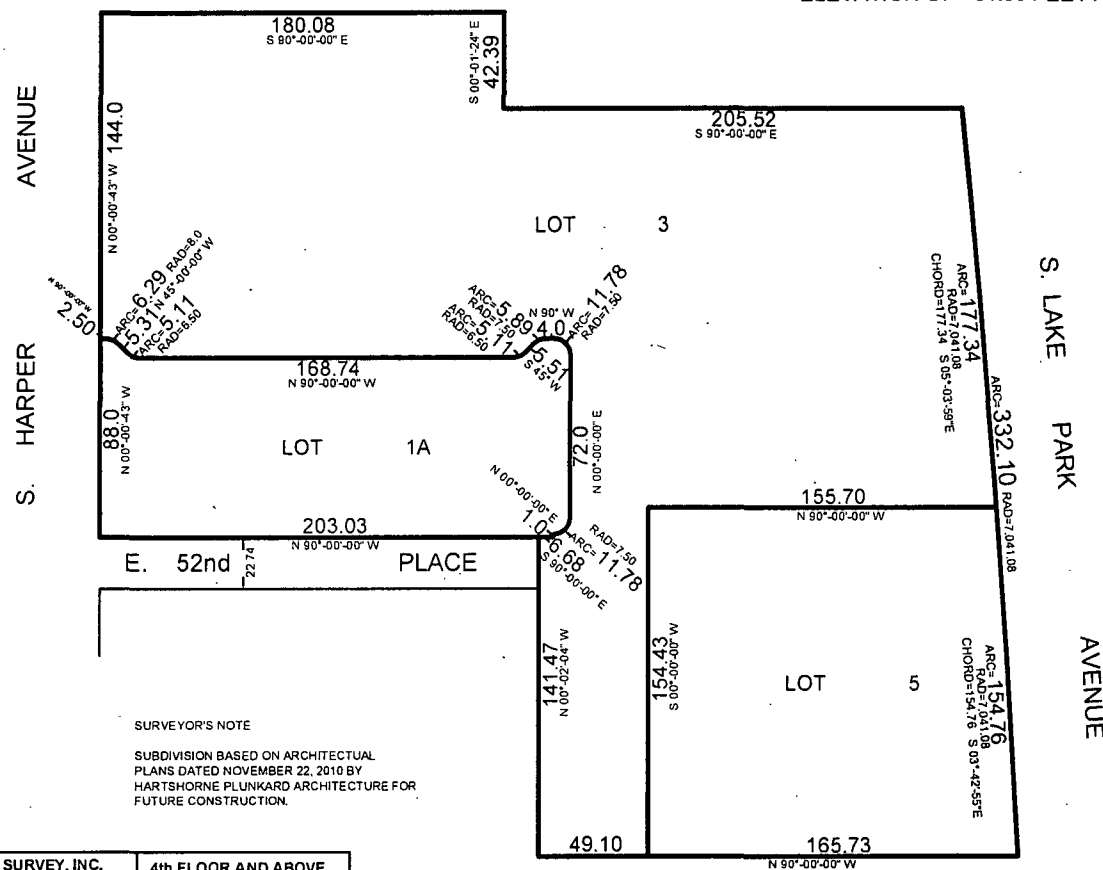 180.08
S 90°-00'-00" E
S 00°-01'-24" E
42.39
205.52
S 90°-00'-00" E
S. HARPER AVENUE
N 00°-00'-43" W 144.0
LOT 3
N 90°-00'-00" W
2.50
ARC= 6.29 RAD=8.0
5.31 N 45°-00'-00" W
ARC= 5.11
RAD=6.50
168.74
N 90°-00'-00" W
ARC= 5.89
RAD=7.50
ARC= 5.11
RAD=6.50
N 90° W
4.0
ARC= 11.78
RAD=7.50
5.51
S 45° W
ARC= 177.34
RAD=7,041.08
CHORD=177.34 S 05°-03'-59"E
S. LAKE PARK AVENUE
ARC= 332.10 RAD=7,041.08
88.0
N 00°-00'-43" W
LOT 1A
72.0
N 00°-00'-00" E
N 00°-00'-00" E
1.0
6.68
S 90°-00'-00" E
RAD=7.50
ARC= 11.78
203.03
N 90°-00'-00" W
155.70
N 90°-00'-00" W
E. 52nd PLACE
22.74
141.47
N 00°-02'-04" W
154.43
S 00°-00'-00" W
LOT 5
ARC= 154.76
RAD=7,041.08
CHORD=154.76 S 03°-42'-55"E
SURVEYOR'S NOTE
SUBDIVISION BASED ON ARCHITECTUAL
PLANS DATED NOVEMBER 22, 2010 BY
HARTSHORNE PLUNKARD ARCHITECTURE FOR
FUTURE CONSTRUCTION.
49.10
165.73
N 90°-00'-00" W
SURVEY, INC.
4th FLOOR AND ABOVE